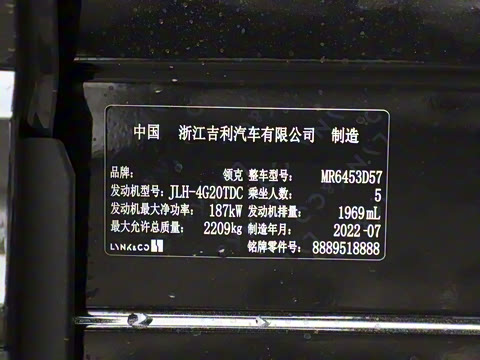 中国 浙江吉利汽车有限公司 制造
品牌: 领克 整车型号: MR6453D57
发动机型号: JLH-4G20TDC 乘坐人数: 5
发动机最大净功率: 187kW 发动机排量: 1969mL
最大允许总质量: 2209kg 制造年月: 2022-07
LYNK&CO 铭牌零件号: 8889518888